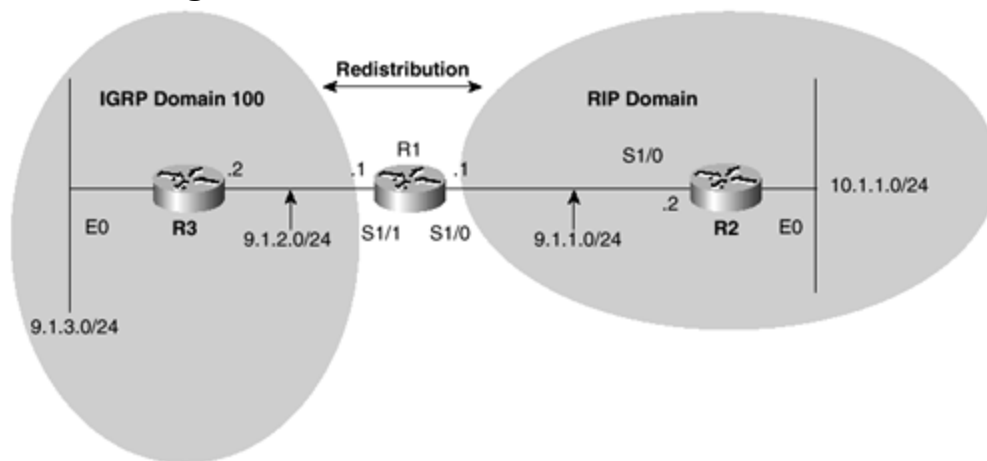 Redistribution
IGRP Domain 100
RIP Domain
R1
S1/0
.2
.1
.1
10.1.1.0/24
.2
E0
R3
9.1.2.0/24
S1/1
S1/0
9.1.1.0/24
R2
E0
9.1.3.0/24